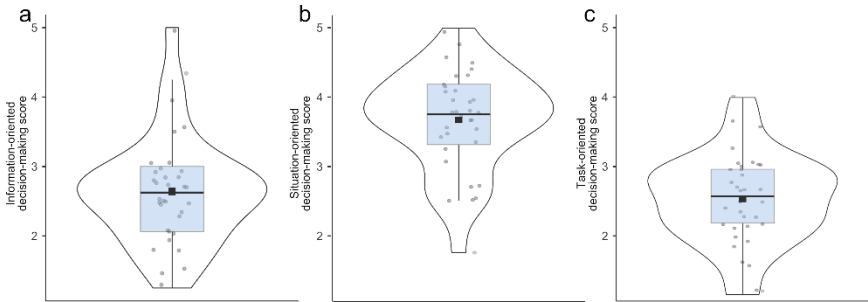 a
5
4
3
2
Information-oriented
decision-making score
b
5
4
3
2
Situation-oriented
decision-making score
c
5
4
3
2
Task-oriented
decision-making score